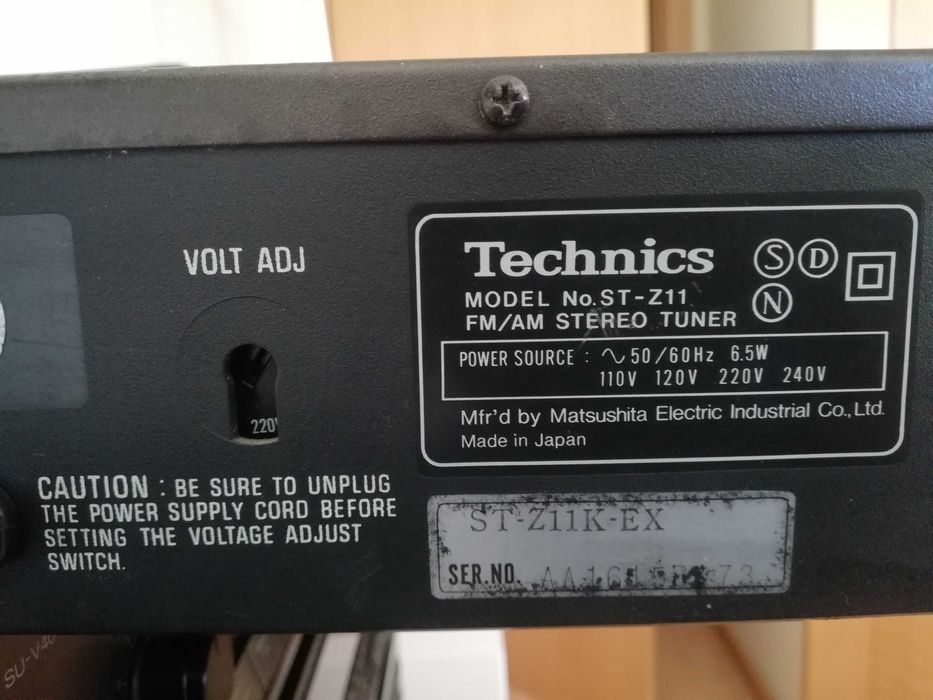 VOLT ADJ
220V
CAUTION : BE SURE TO UNPLUG
THE POWER SUPPLY CORD BEFORE
SETTING THE VOLTAGE ADJUST
SWITCH.
Technics
S D
N
MODEL No.ST-Z11
FM/AM STEREO TUNER
POWER SOURCE : ∿ 50/60Hz 6.5W
110V 120V 220V 240V
Mfr'd by Matsushita Electric Industrial Co., Ltd.
Made in Japan
ST-Z11K-EX
SER.NO.
SU-V40